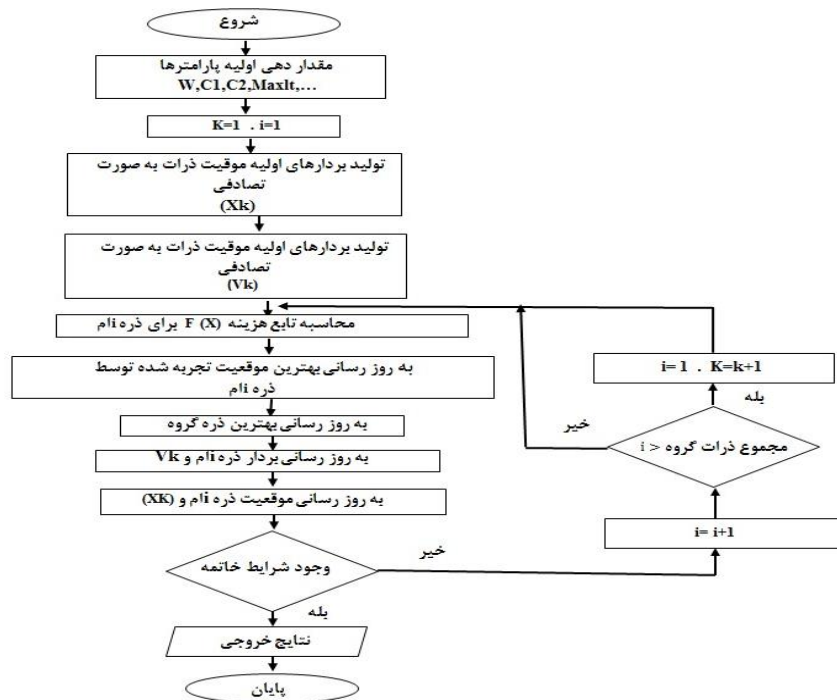 شروع
مقدار دهی اولیه پارامترها
W,C1,C2,MaxIt,...
K=1 . i=1
تولید بردارهای اولیه موقیت ذرات به صورت
تصادفی
(Xk)
تولید بردارهای اولیه موقیت ذرات به صورت
تصادفی
(Vk)
محاسبه تابع هزینه F (X) برای ذره iام
به روز رسانی بهترین موقعیت تجربه شده توسط
ذره iام
به روز رسانی بهترین ذره گروه
به روز رسانی بردار ذره iام و Vk
به روز رسانی موقعیت ذره iام و (XK)
وجود شرایط خاتمه
خیر
بله
نتایج خروجی
پایان
i= i+1
مجموع ذرات گروه < i
خیر
بله
i= 1 . K=k+1